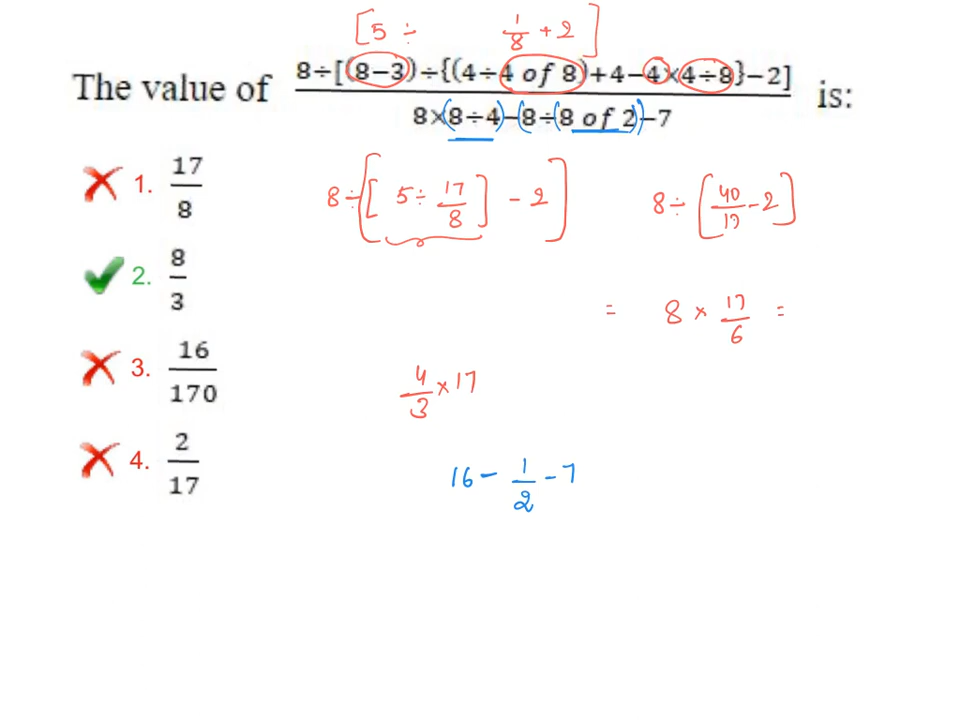 [5 ÷ 1/8 + 2]
The value of 8÷[(8−3)÷{(4÷4 of 8)+4−4×4÷8}−2] / 8×(8÷4)−(8÷(8 of 2))−7 is:
1. 17/8
8÷[[5÷ 17/8] − 2]
8÷[40/17 − 2]
2. 8/3
= 8 × 17/6 =
3. 16/170
4/3 × 17
4. 2/17
16 − 1/2 − 7